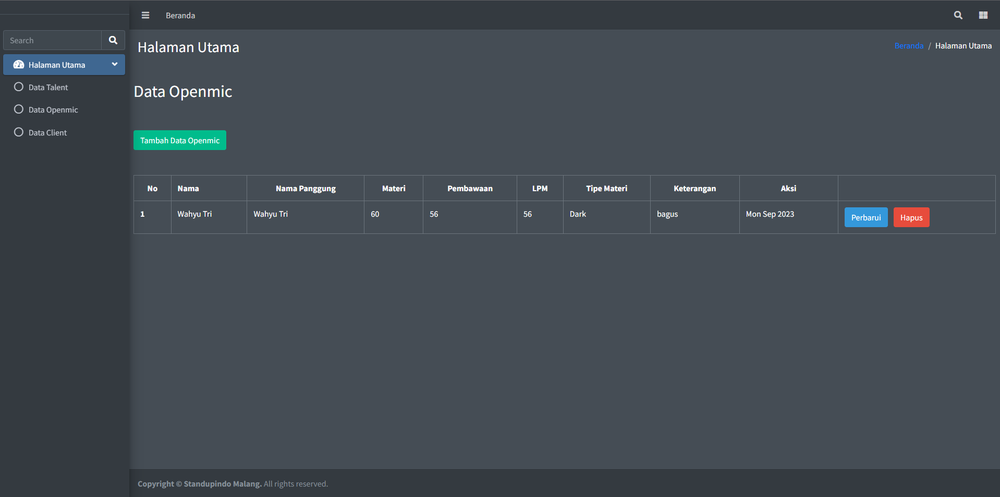 Beranda
Search
Halaman Utama
Data Talent
Data Openmic
Data Client
Halaman Utama
Beranda / Halaman Utama
Data Openmic
Tambah Data Openmic
No Nama Nama Panggung Materi Pembawaan LPM Tipe Materi Keterangan Aksi
1 Wahyu Tri Wahyu Tri 60 56 56 Dark bagus Mon Sep 2023 Perbarui Hapus
Copyright © Standupindo Malang. All rights reserved.